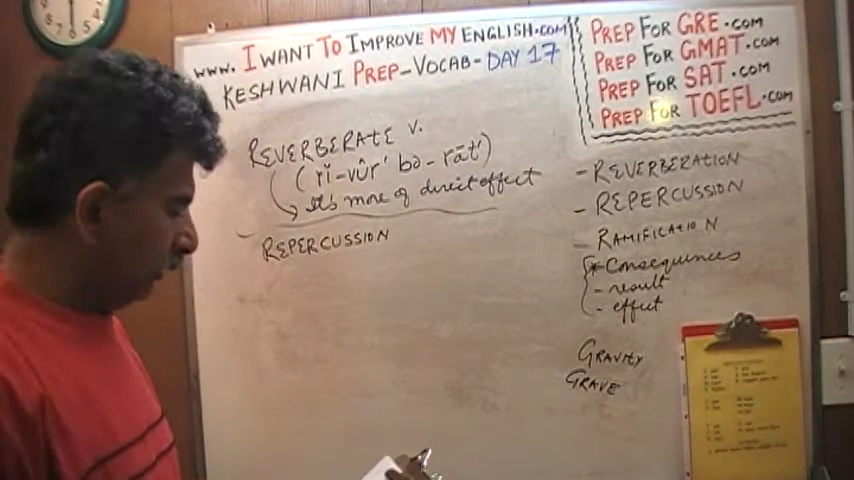 www. I WANT TO IMPROVE MY ENGLISH.COM
KESHWANI PREP-VOCAB- DAY 17
PREP FOR GRE.COM
PREP FOR GMAT.COM
PREP FOR SAT.COM
PREP FOR TOEFL.COM
REVERBERATE V.
(rĭ-vûr' bə-rāt')
It's more of direct effect
- REPERCUSSION
- REVERBERATION
- REPERCUSSION
- RAMIFICATION
* Consequences
- result
- effect
GRAVITY
GRAVE